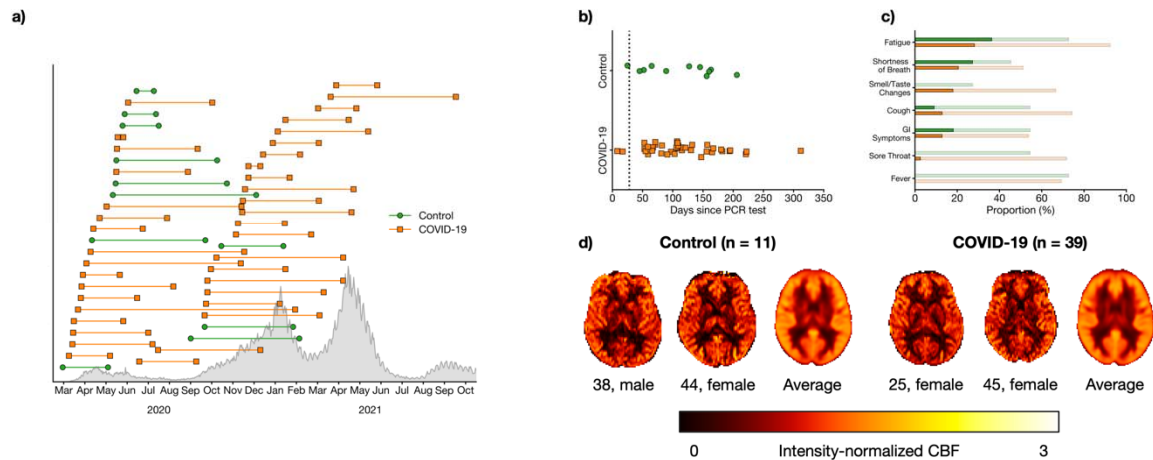 a)
Control
COVID-19
Mar Apr May Jun Jul Aug Sep Oct Nov Dec Jan Feb Mar Apr May Jun Jul Aug Sep Oct
2020 2021
b)
Control
COVID-19
0 50 100 150 200 250 300 350
Days since PCR test
c)
Fatigue
Shortness
of Breath
Smell/Taste
Changes
Cough
GI
Symptoms
Sore Throat
Fever
0 20 40 60 80 100
Proportion (%)
d)
Control (n = 11) COVID-19 (n = 39)
38, male 44, female Average 25, female 45, female Average
0 Intensity-normalized CBF 3